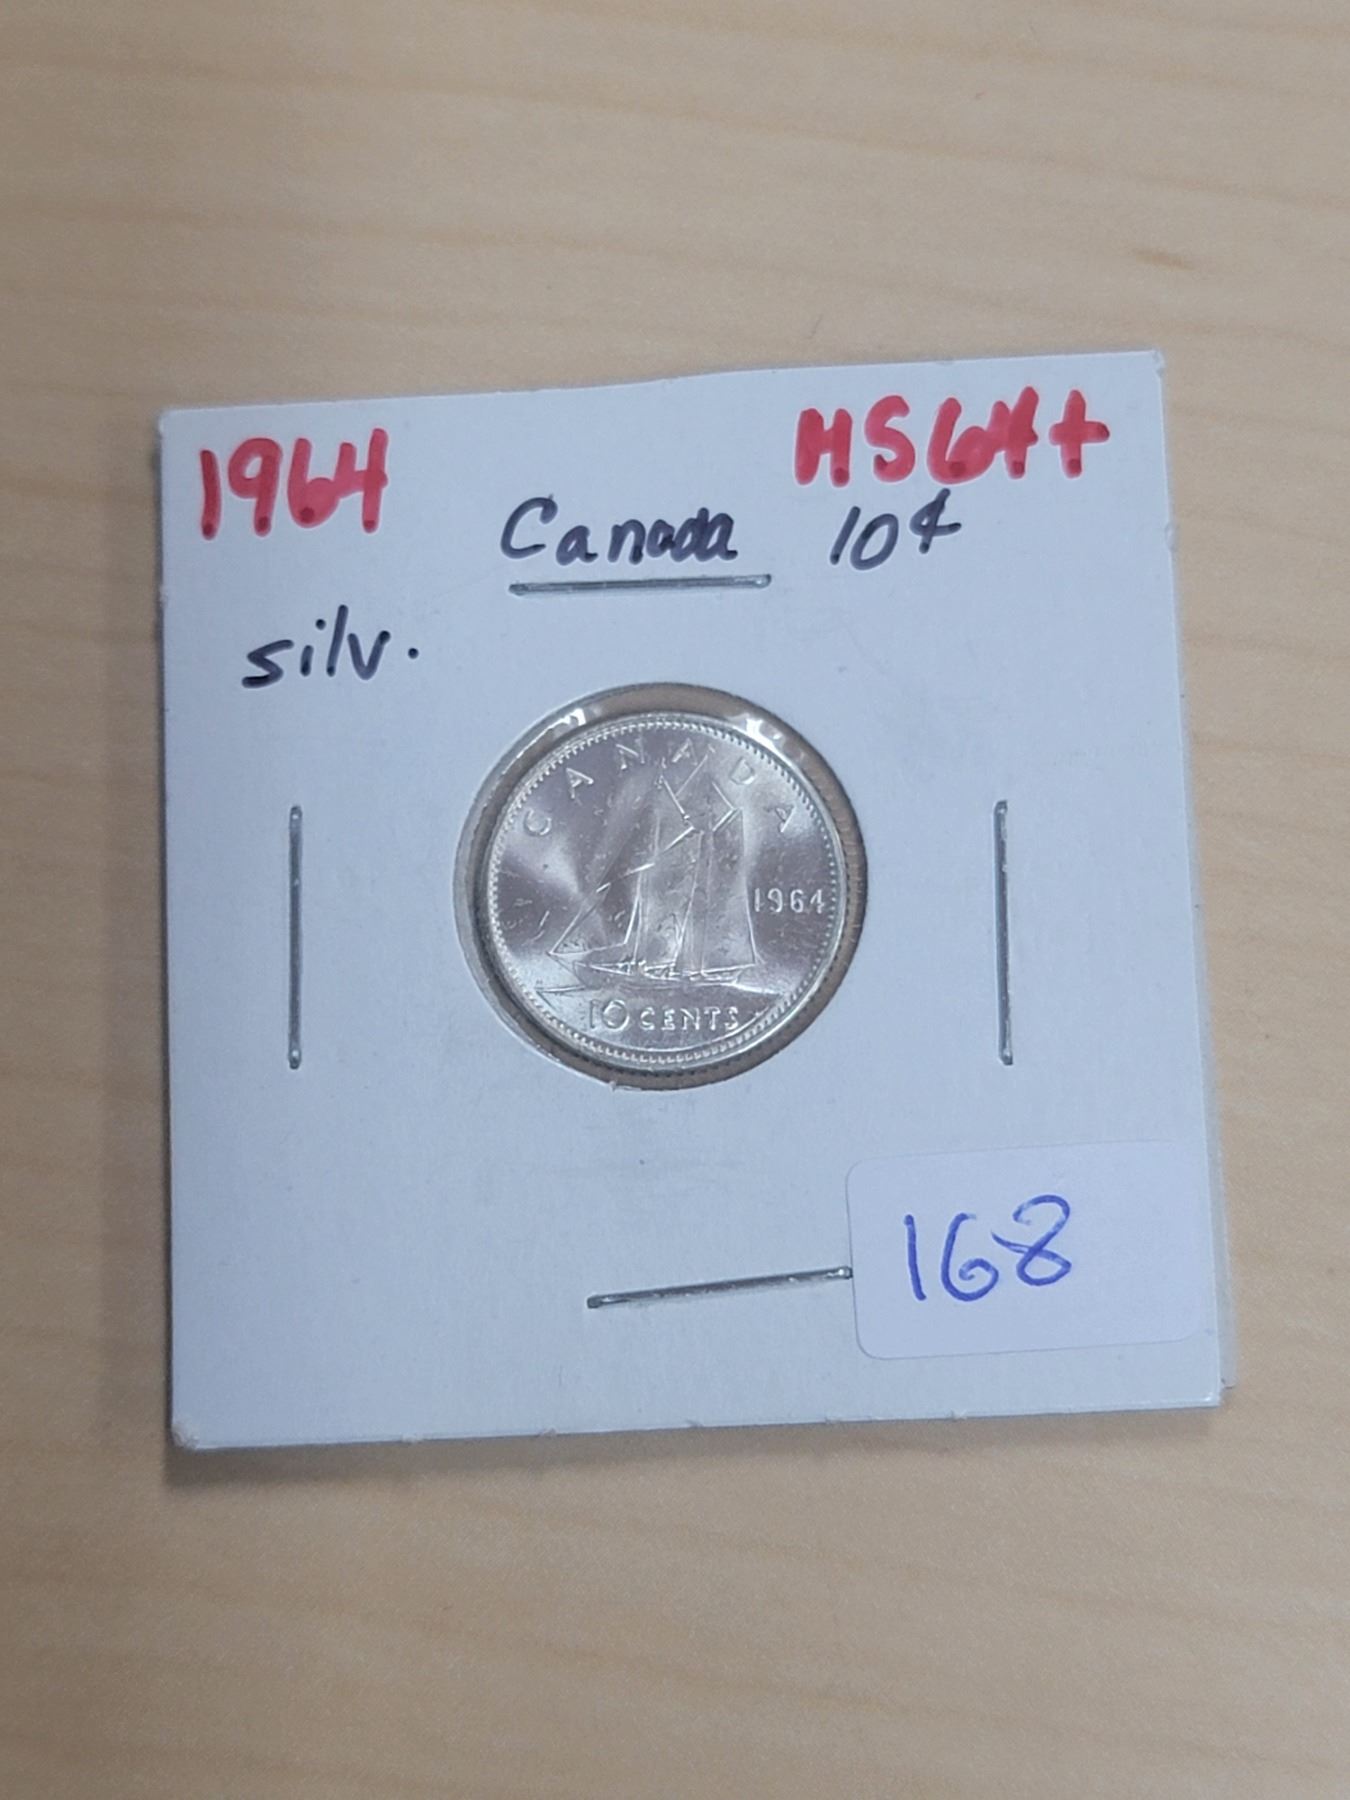 1964 MS64+
Canada 10¢
silv.
CANADA
1964
10 CENTS
168